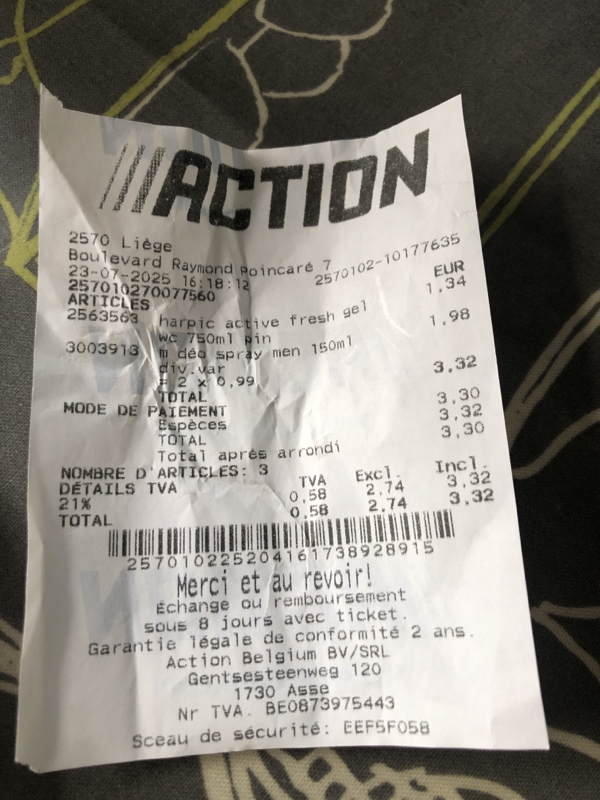 ACTION
2570 Liège
Boulevard Raymond Poincaré 7
23-07-2025 16:18:12 2570102-10177635
257010270077560 EUR
ARTICLES 1,34
2563563 harpic active fresh gel
wc 750ml pin 1,98
3003913 m déo spray men 150ml
div.var
= 2 x 0,99 3,32
TOTAL
MODE DE PAIEMENT 3,30
Espèces 3,32
TOTAL 3,30
Total après arrondi
NOMBRE D'ARTICLES: 3
DÉTAILS TVA TVA Excl. Incl.
21% 0,58 2,74 3,32
TOTAL 0,58 2,74 3,32
257010225204161738928915
Merci et au revoir!
Échange ou remboursement
sous 8 jours avec ticket.
Garantie légale de conformité 2 ans.
Action Belgium BV/SRL
Gentsesteenweg 120
1730 Asse
Nr TVA. BE0873975443
Sceau de sécurité: EEF5F058